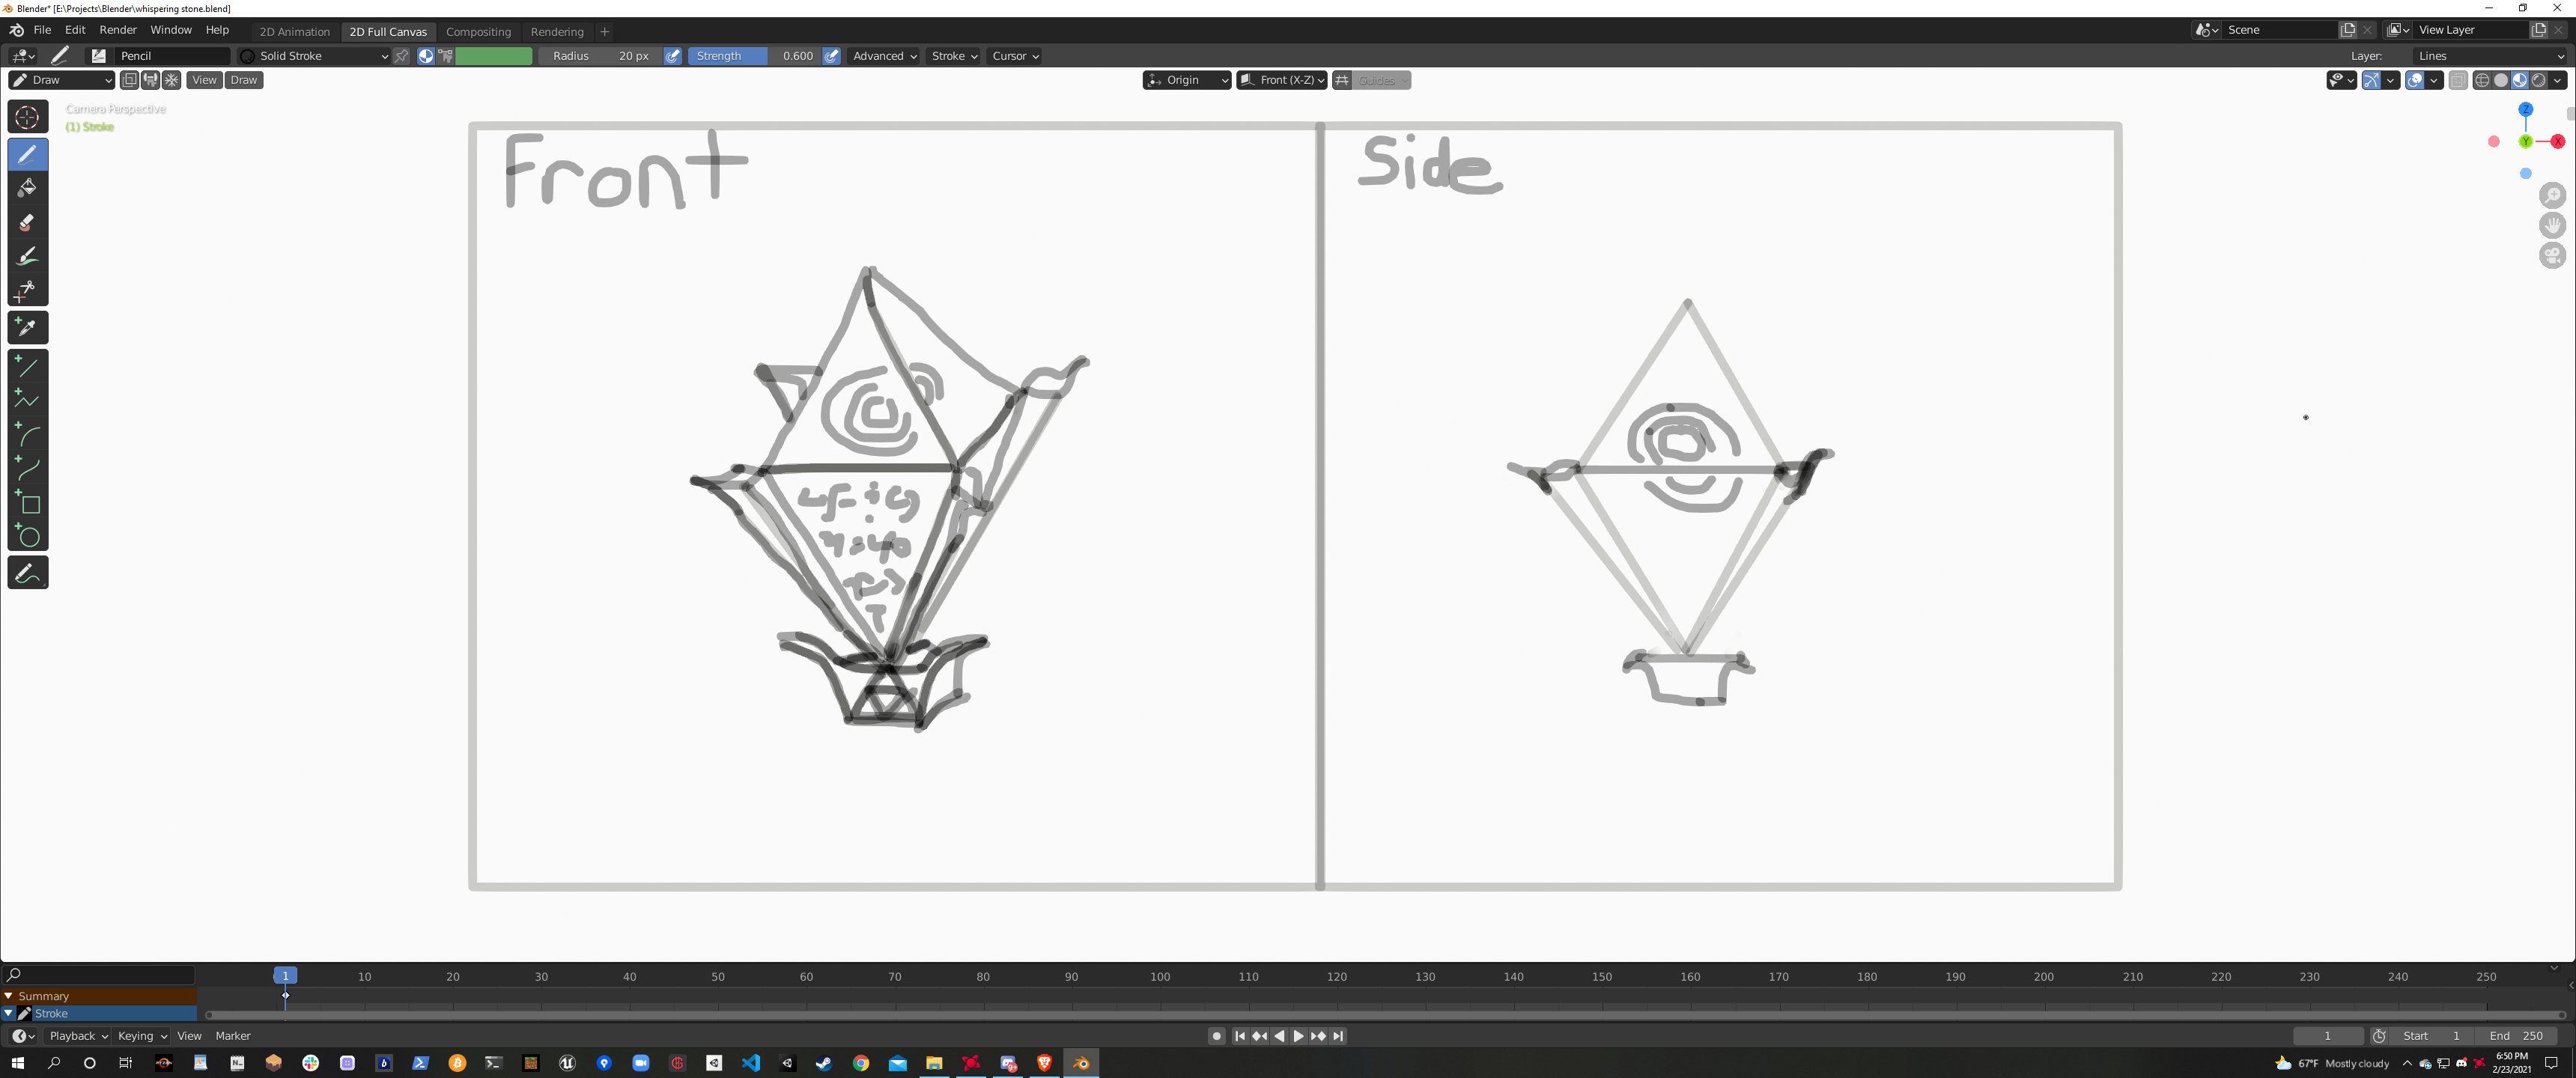 Blender* [E:\Projects\Blender\whispering stone.blend]
File Edit Render Window Help 2D Animation 2D Full Canvas Compositing Rendering + Scene View Layer
Pencil Solid Stroke Radius 20 px Strength 0.600 Advanced Stroke Cursor Layer: Lines
Draw View Draw Origin Front (X-Z) Guides
Camera Perspective
(1) Stroke
Z
Y
X
Front
Side
1 10 20 30 40 50 60 70 80 90 100 110 120 130 140 150 160 170 180 190 200 210 220 230 240 250
Summary
Stroke
Playback Keying View Marker 1 Start 1 End 250
67°F Mostly cloudy
6:50 PM
2/23/2021